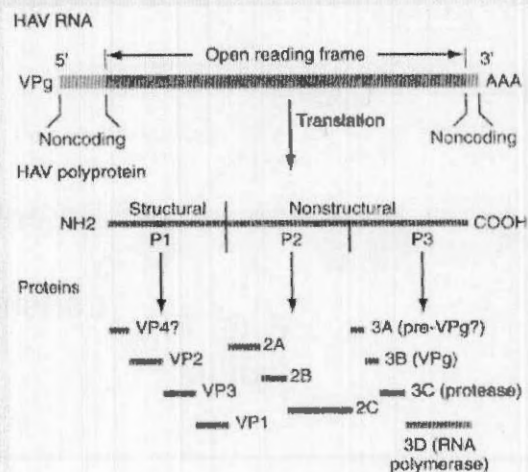 HAV RNA
5' Open reading frame 3'
VPg AAA
Noncoding Translation Noncoding
HAV polyprotein
Structural Nonstructural
NH2 COOH
P1 P2 P3
Proteins
VP4? 3A (pre-VPg?)
2A
VP2 3B (VPg)
2B
VP3 3C (protease)
2C
VP1
3D (RNA
polymerase)